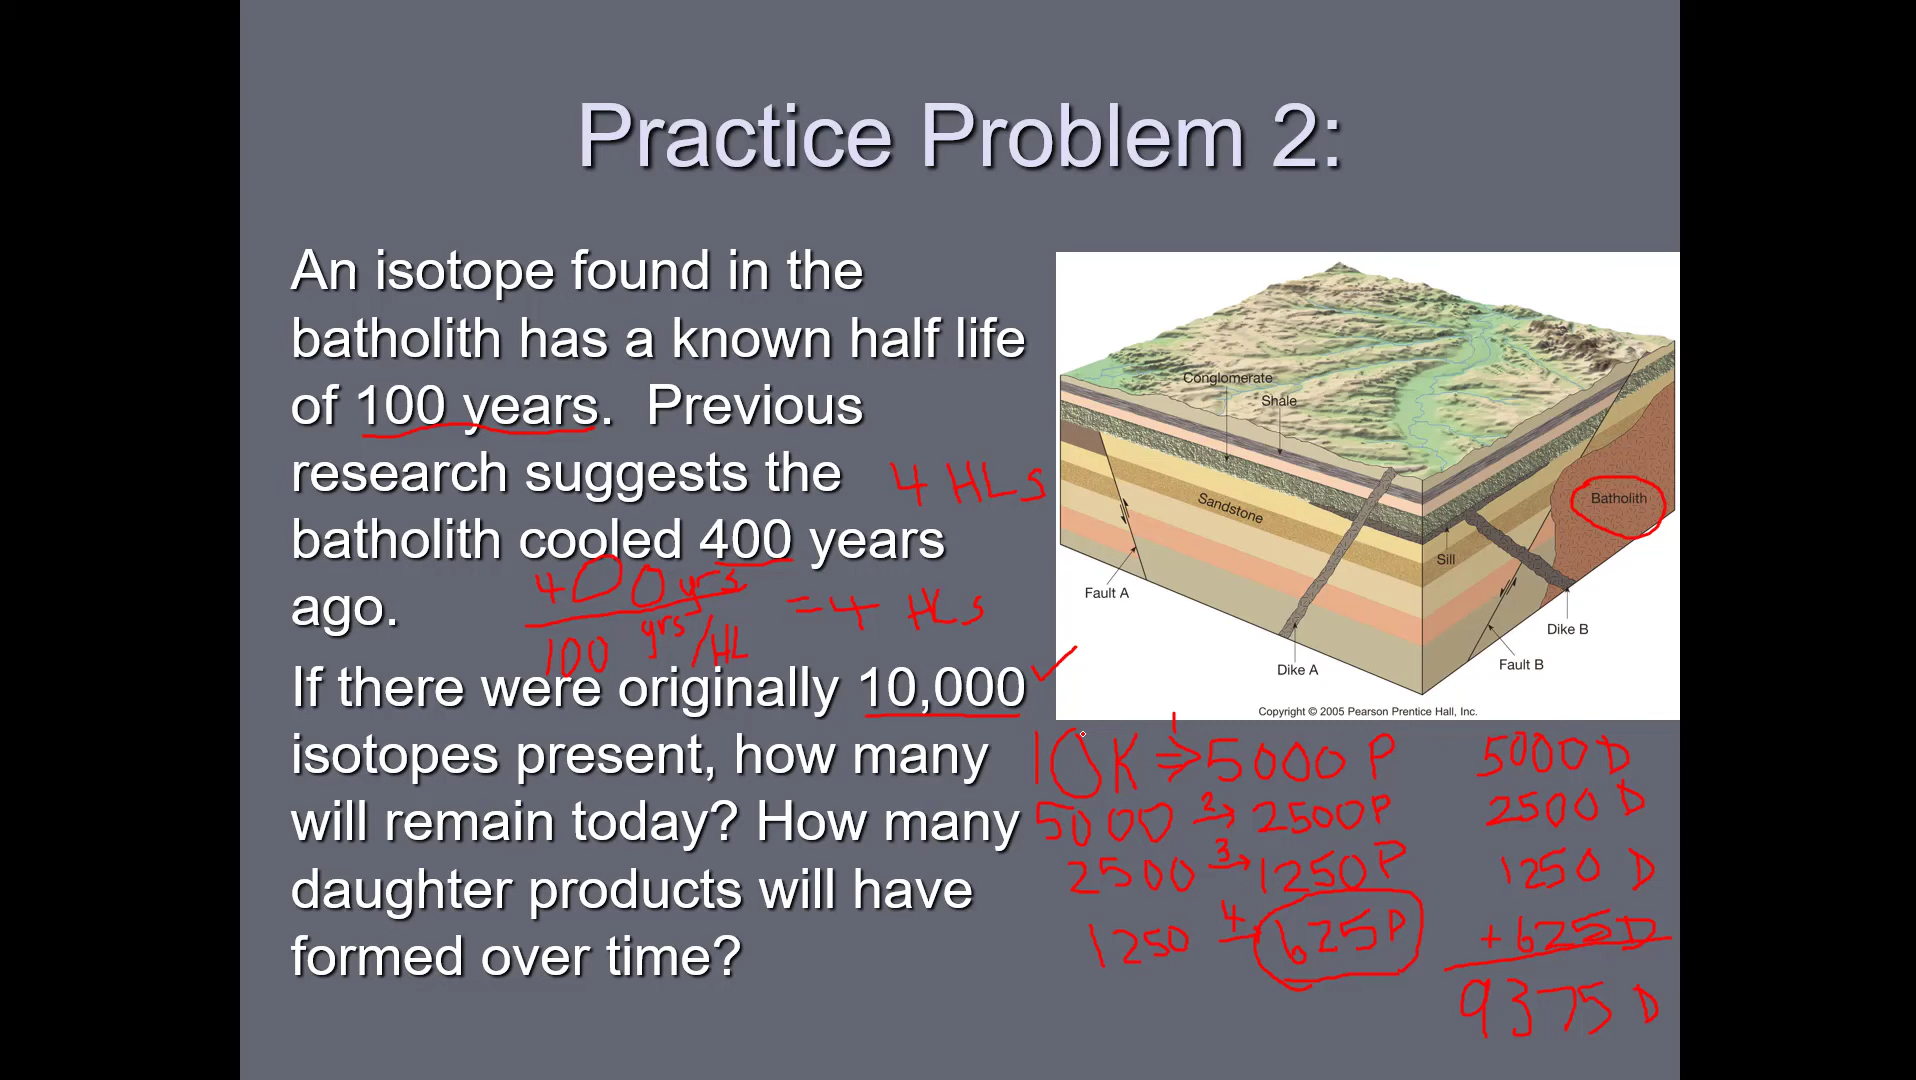 Practice Problem 2:
An isotope found in the
batholith has a known half life
of 100 years. Previous
research suggests the
4 HLs
batholith cooled 400 years
ago.
400 yrs
100 yrs/HL
= 4 HLs
If there were originally 10,000
isotopes present, how many
will remain today? How many
daughter products will have
formed over time?
Conglomerate
Shale
Sandstone
Batholith
Sill
Fault A
Dike B
Fault B
Dike A
Copyright © 2005 Pearson Prentice Hall, Inc.
10K 1⇒ 5000 P 5000 D
5000 2→ 2500 P 2500 D
2500 3→ 1250 P 1250 D
1250 4→ 625 P + 625 D
9375 D